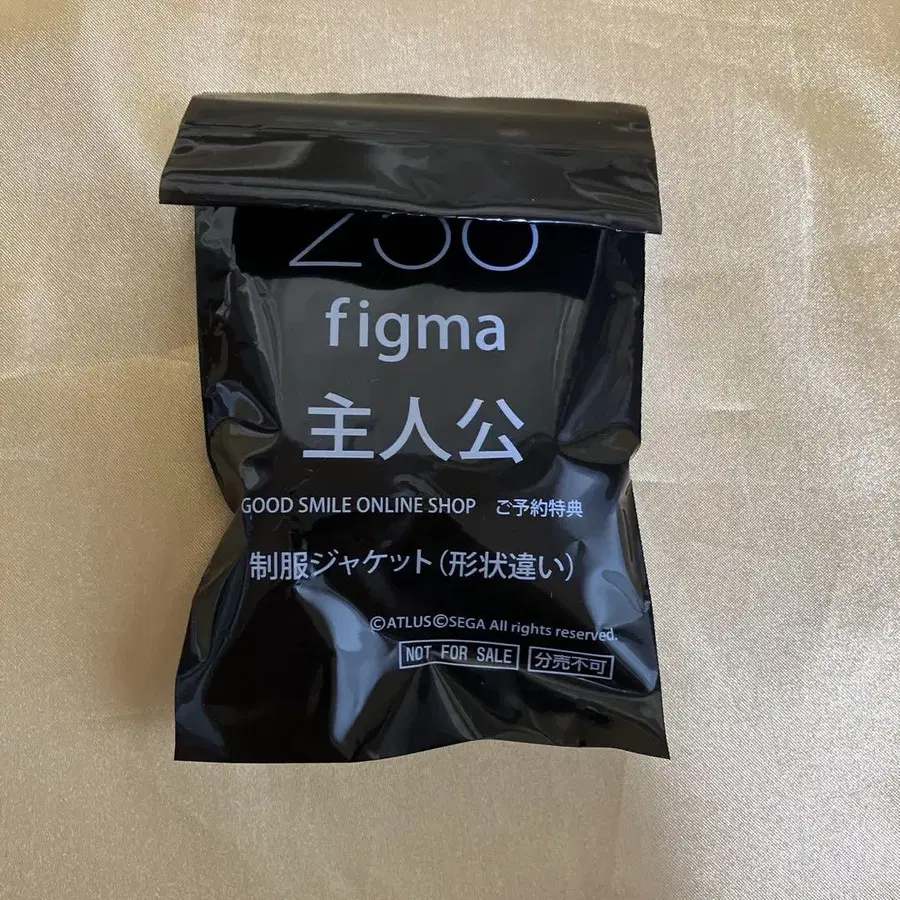 figma
主人公
GOOD SMILE ONLINE SHOP ご予約特典
制服ジャケット(形状違い)
©ATLUS©SEGA All rights reserved.
NOT FOR SALE 分売不可